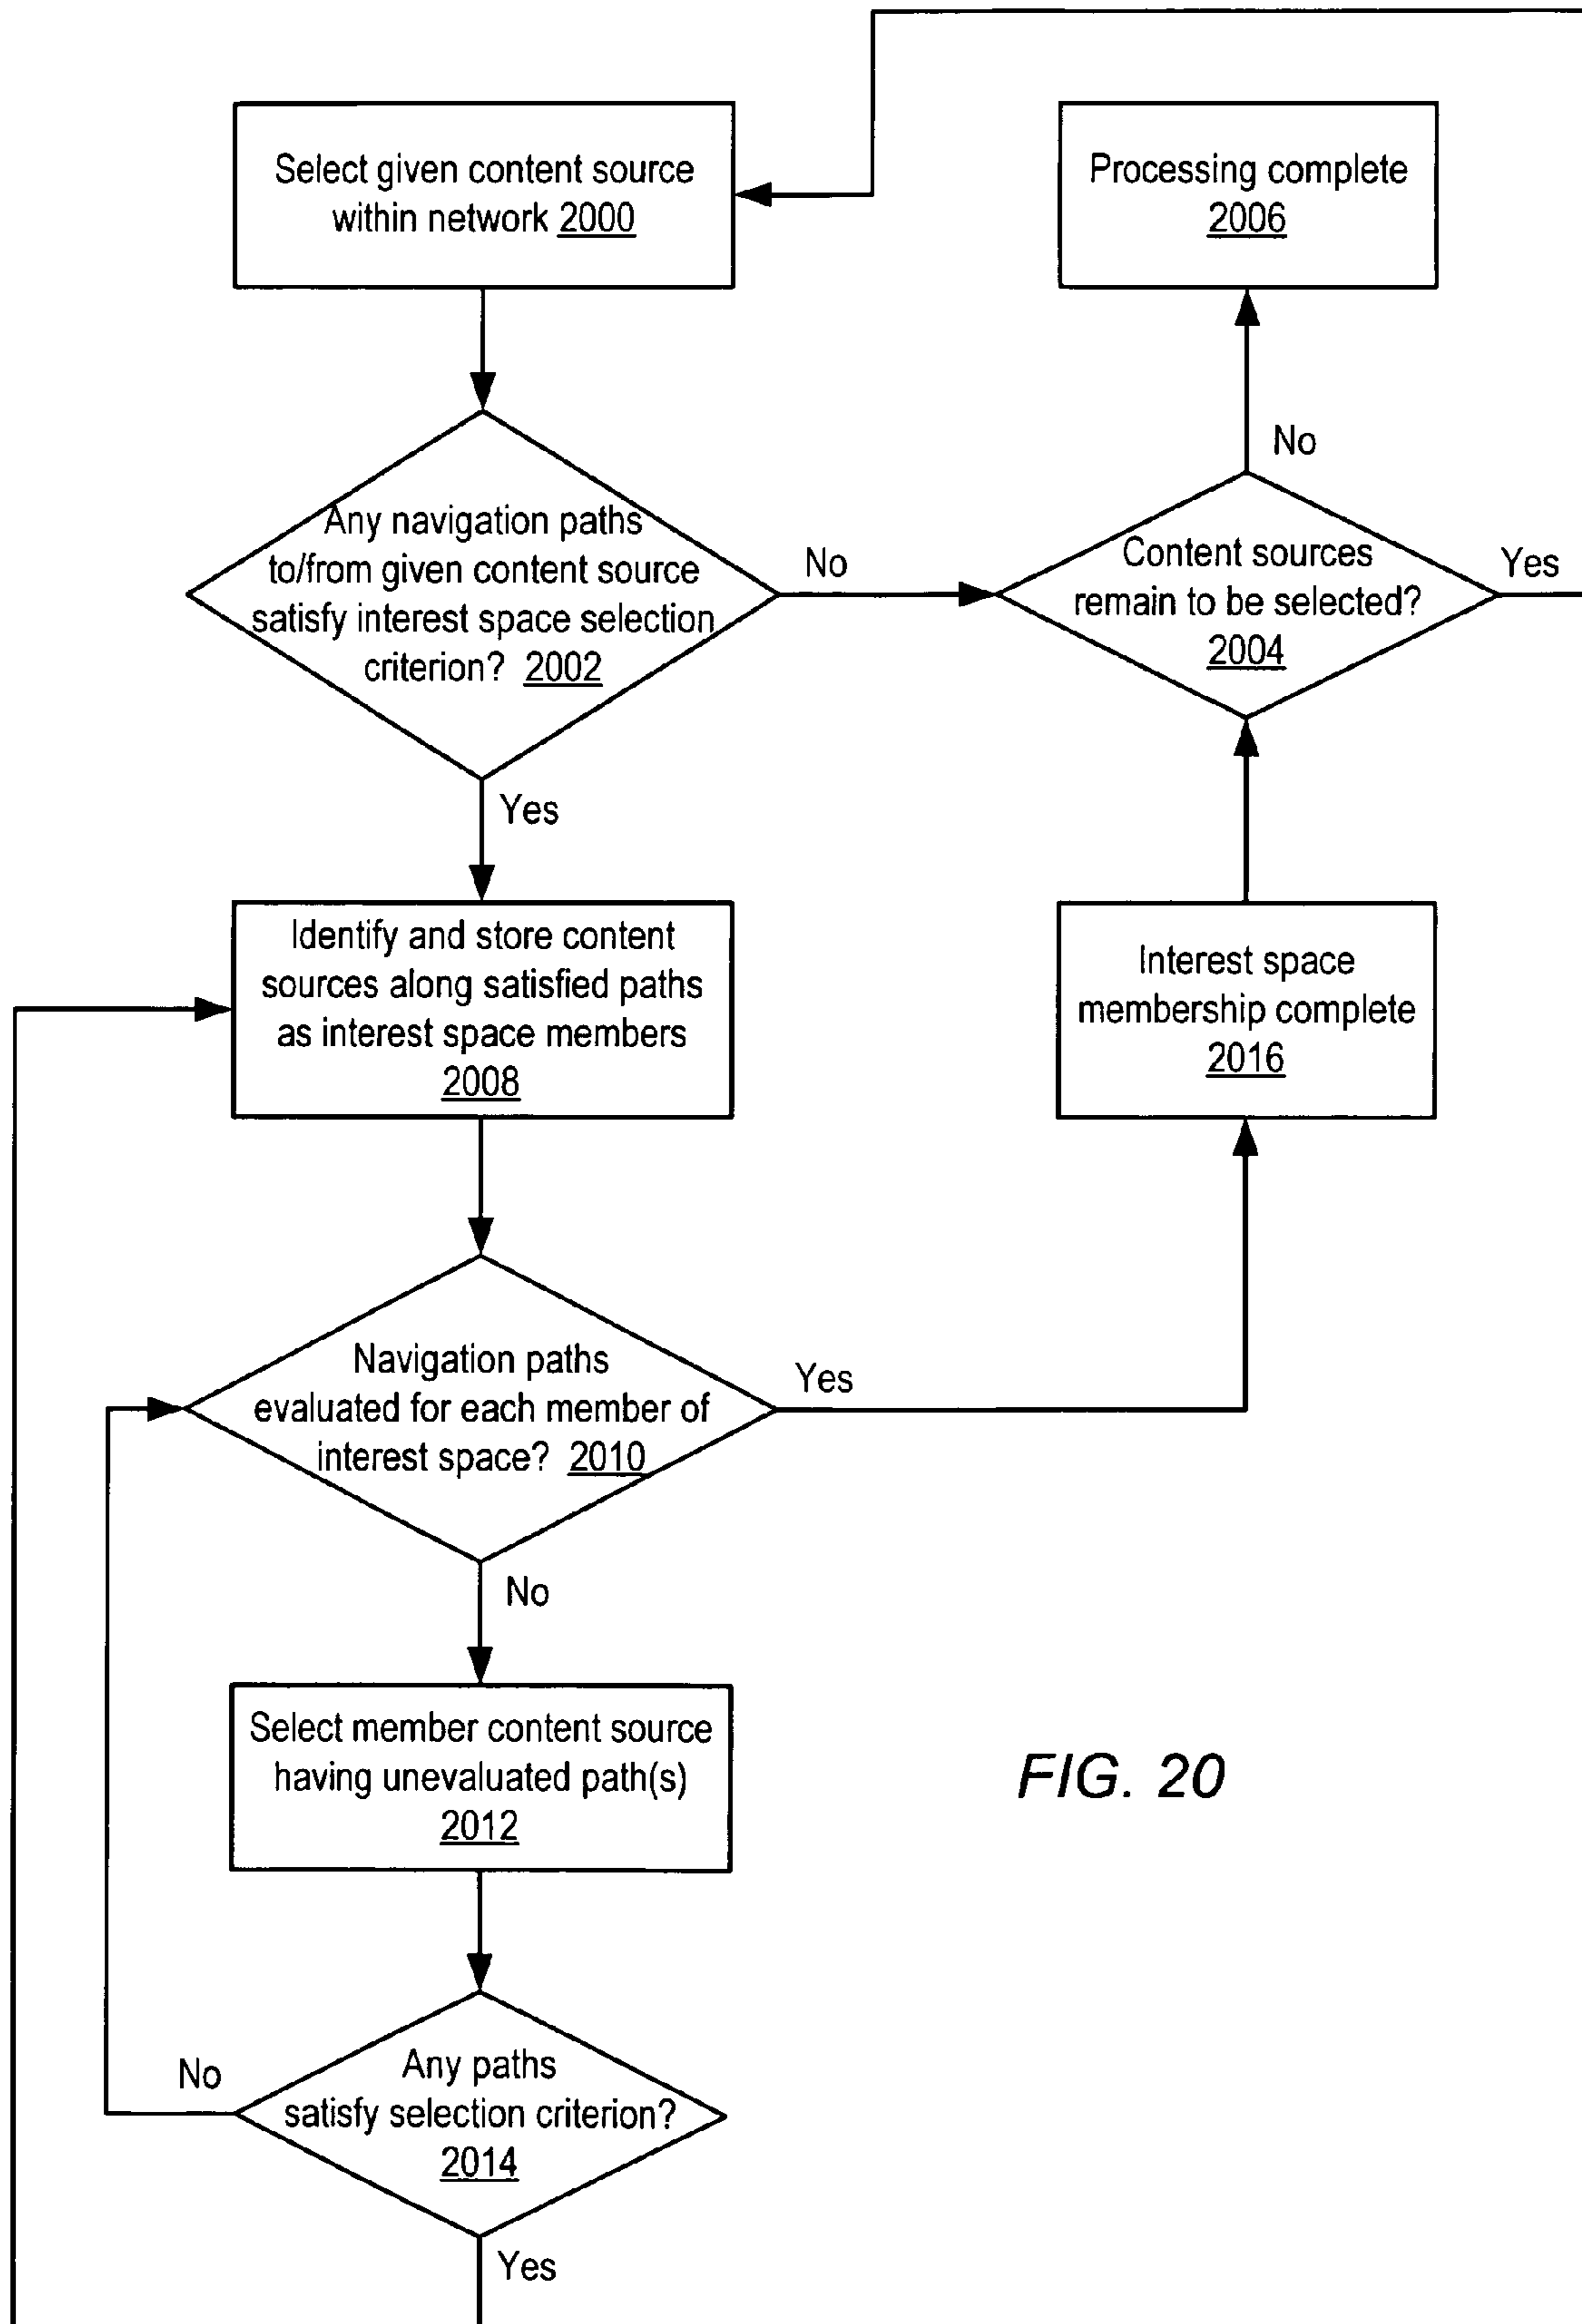 Select given content source
within network 2000
Processing complete
2006
Any navigation paths
to/from given content source
satisfy interest space selection
criterion? 2002
No
No
Content sources
remain to be selected?
2004
Yes
Yes
Identify and store content
sources along satisfied paths
as interest space members
2008
Interest space
membership complete
2016
Navigation paths
evaluated for each member of
interest space? 2010
Yes
No
Select member content source
having unevaluated path(s)
2012
FIG. 20
Any paths
satisfy selection criterion?
2014
No
Yes